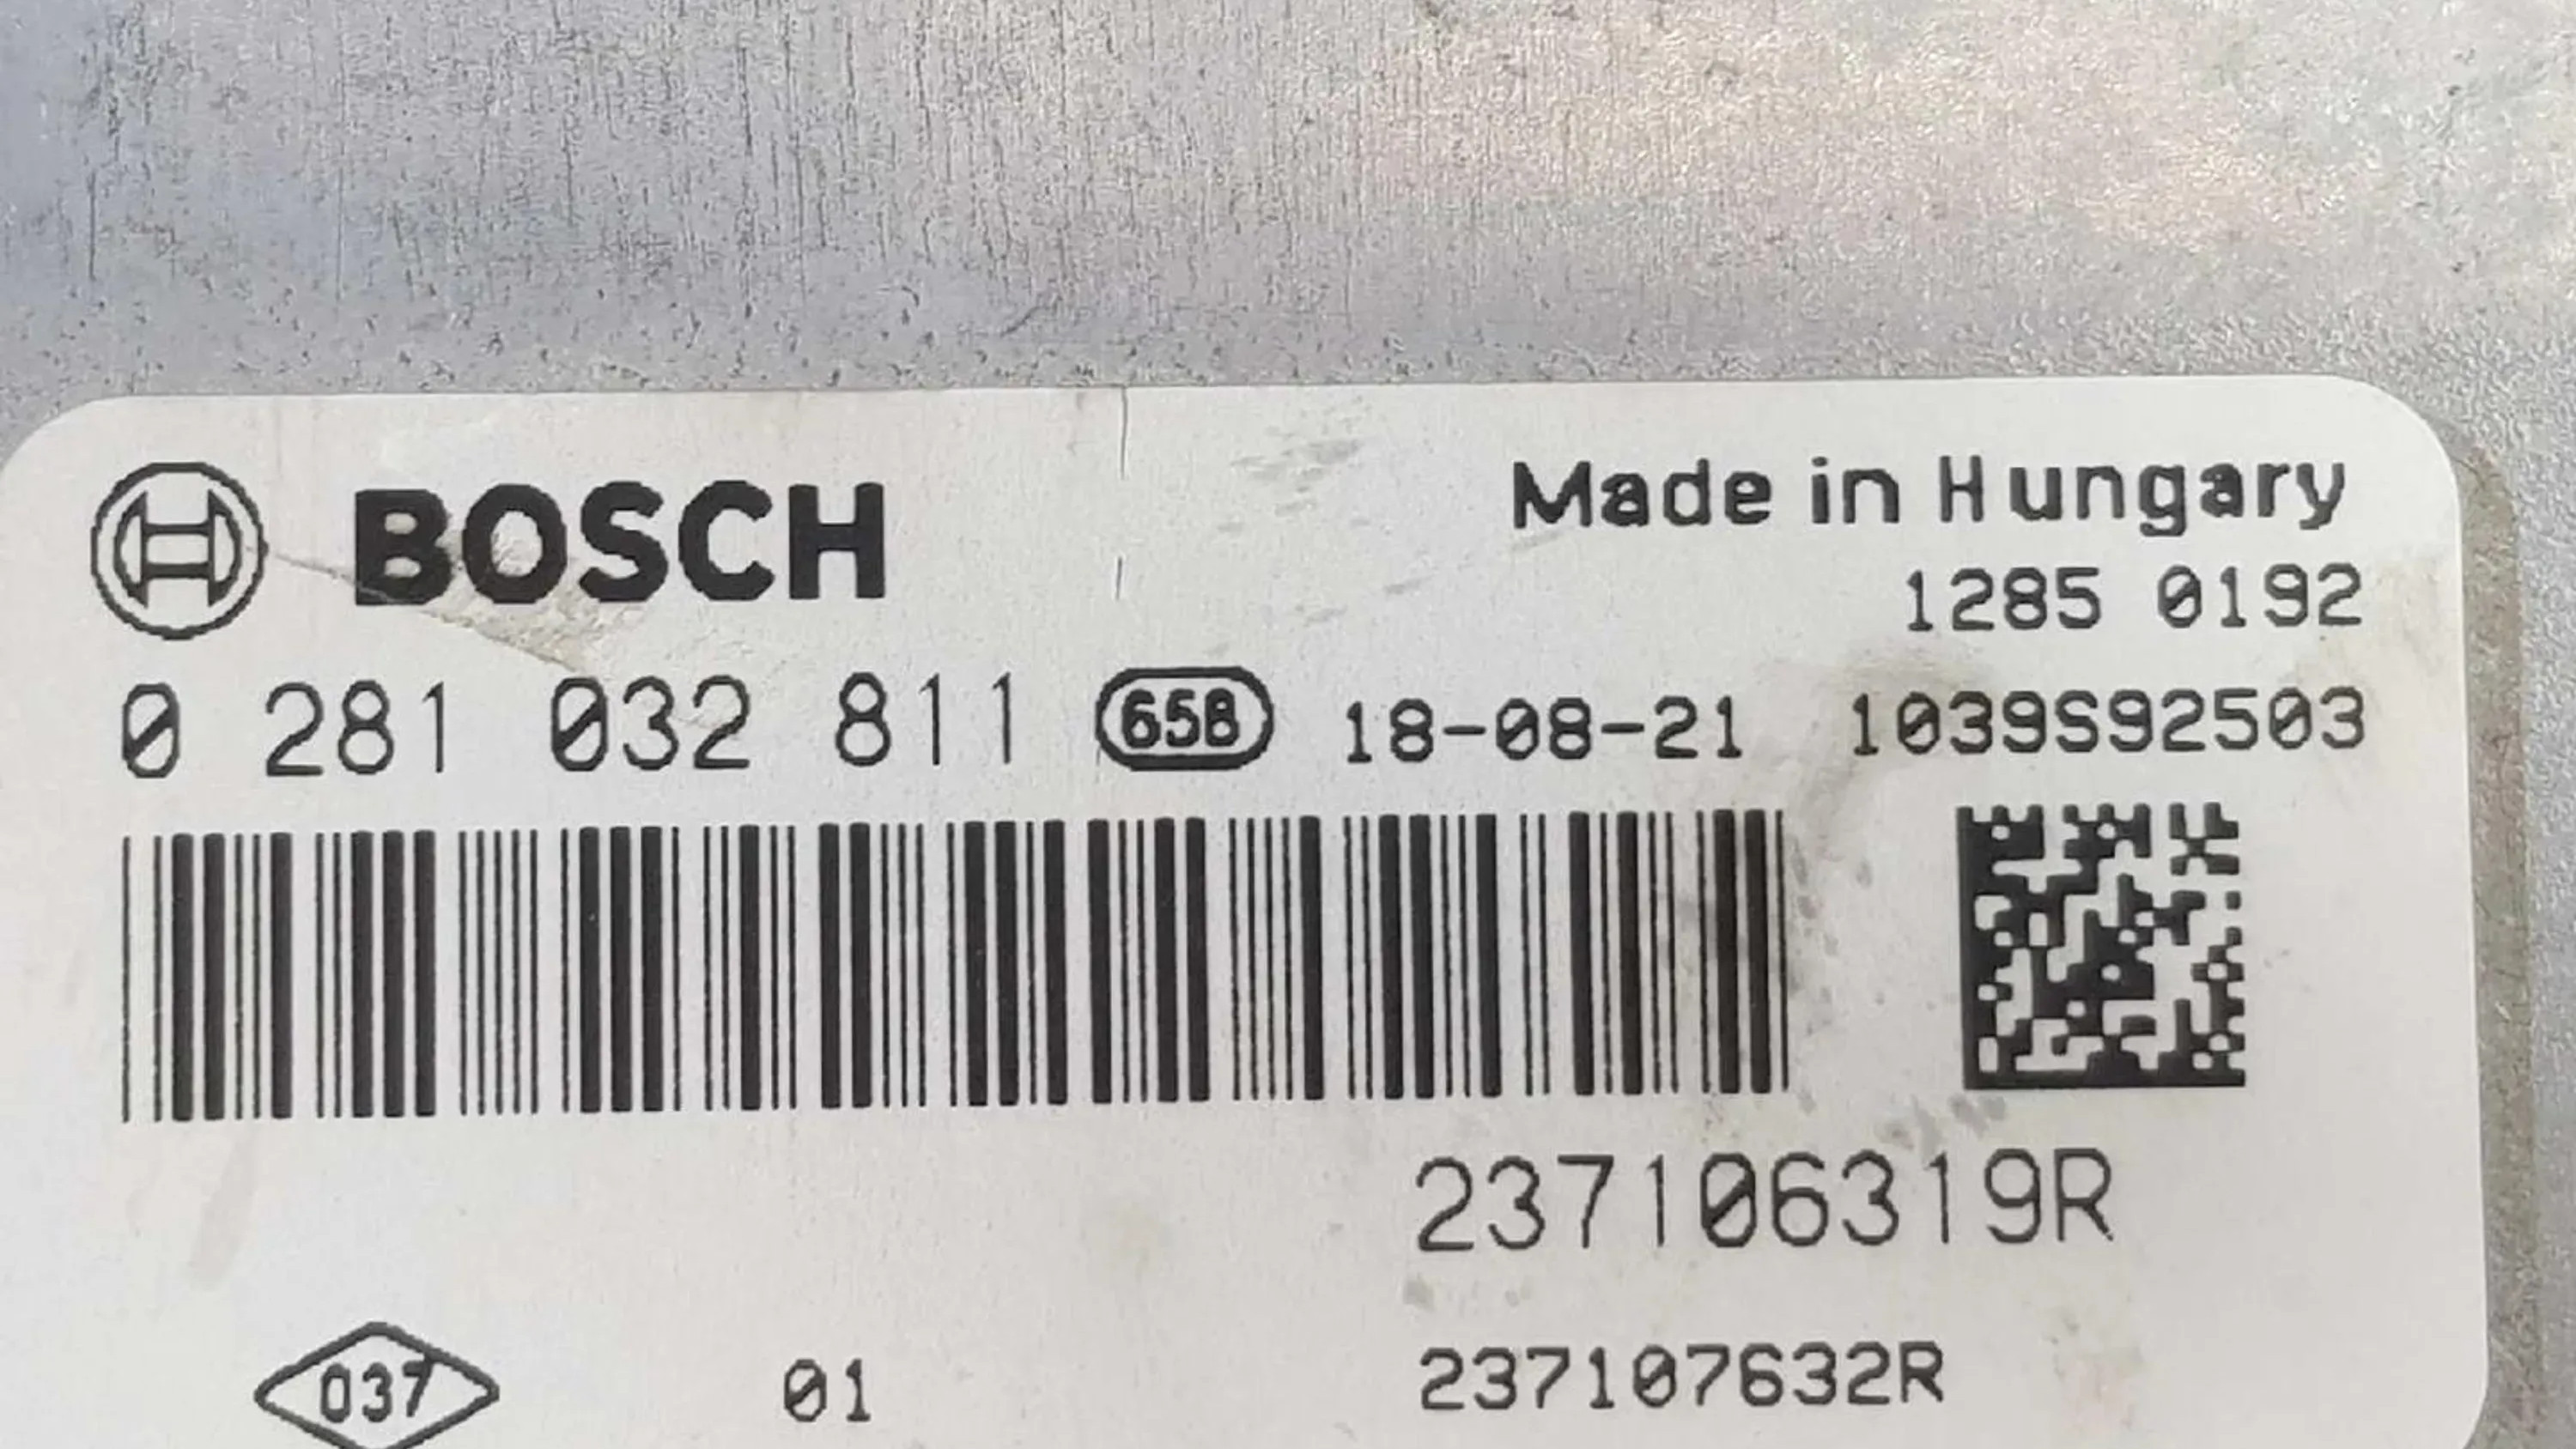 BOSCH
Made in Hungary
1285 0192
0 281 032 811 658 18-08-21 1039S92503
237106319R
037 01 237107632R